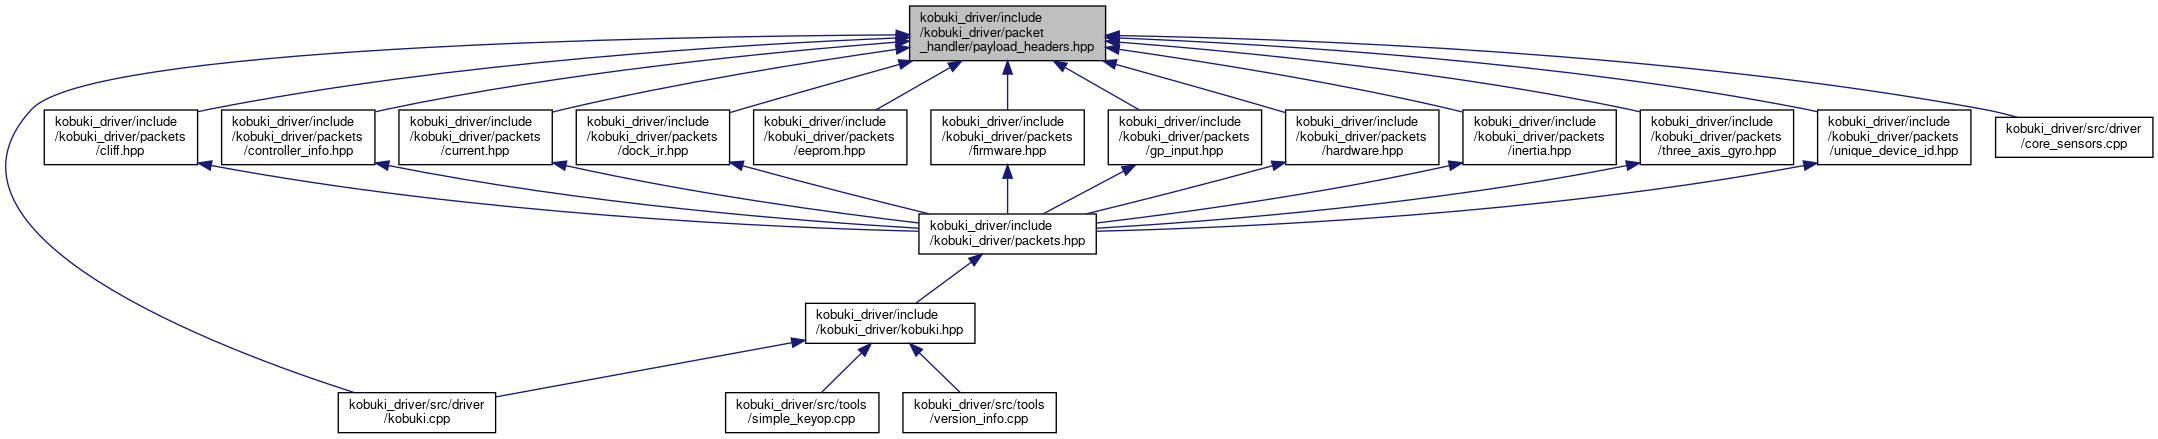 kobuki_driver/include
/kobuki_driver/packet
_handler/payload_headers.hpp
kobuki_driver/include
/kobuki_driver/packets
/cliff.hpp
kobuki_driver/include
/kobuki_driver/packets
/controller_info.hpp
kobuki_driver/include
/kobuki_driver/packets
/current.hpp
kobuki_driver/include
/kobuki_driver/packets
/dock_ir.hpp
kobuki_driver/include
/kobuki_driver/packets
/eeprom.hpp
kobuki_driver/include
/kobuki_driver/packets
/firmware.hpp
kobuki_driver/include
/kobuki_driver/packets
/gp_input.hpp
kobuki_driver/include
/kobuki_driver/packets
/hardware.hpp
kobuki_driver/include
/kobuki_driver/packets
/inertia.hpp
kobuki_driver/include
/kobuki_driver/packets
/three_axis_gyro.hpp
kobuki_driver/include
/kobuki_driver/packets
/unique_device_id.hpp
kobuki_driver/src/driver
/core_sensors.cpp
kobuki_driver/include
/kobuki_driver/packets.hpp
kobuki_driver/include
/kobuki_driver/kobuki.hpp
kobuki_driver/src/driver
/kobuki.cpp
kobuki_driver/src/tools
/simple_keyop.cpp
kobuki_driver/src/tools
/version_info.cpp